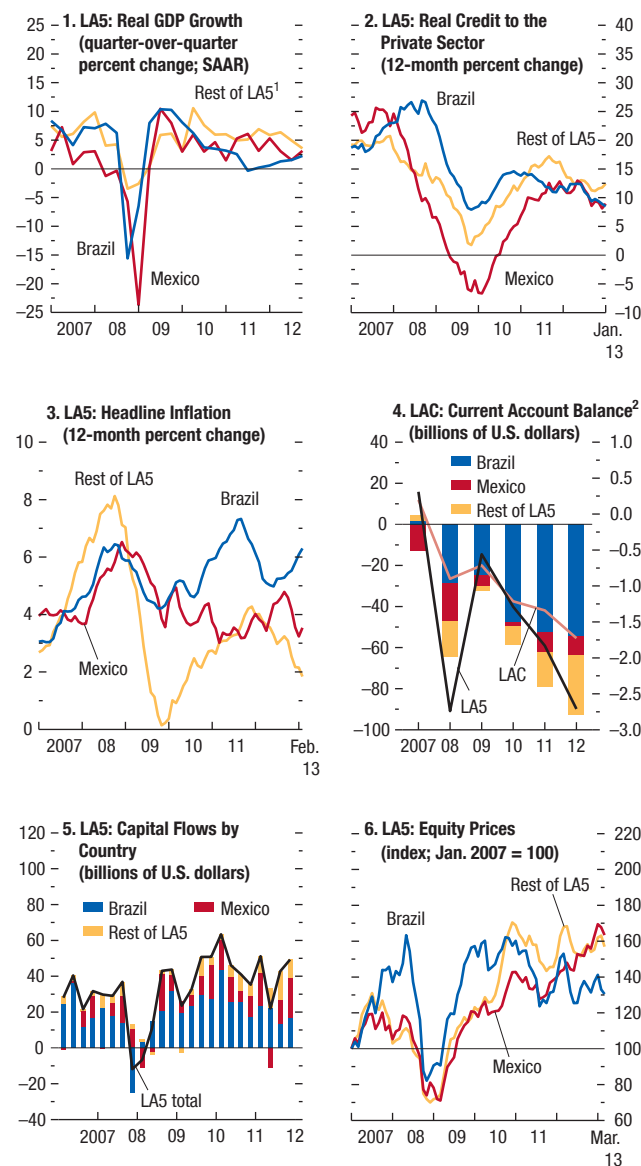 1. LA5: Real GDP Growth
(quarter-over-quarter
percent change; SAAR)
25
20
15
10
5
0
–5
–10
–15
–20
–25
Rest of LA5¹
Brazil
Mexico
2007 08 09 10 11 12
2. LA5: Real Credit to the
Private Sector
(12-month percent change)
40
35
30
25
20
15
10
5
0
–5
–10
Brazil
Rest of LA5
Mexico
2007 08 09 10 11 12 Jan.
13
3. LA5: Headline Inflation
(12-month percent change)
10
8
6
4
2
0
Rest of LA5
Brazil
Mexico
2007 08 09 10 11 12 Feb.
13
4. LAC: Current Account Balance²
(billions of U.S. dollars)
40
20
0
–20
–40
–60
–80
–100
1.0
0.5
0.0
–0.5
–1.0
–1.5
–2.0
–2.5
–3.0
Brazil
Mexico
Rest of LA5
LAC
LA5
2007 08 09 10 11 12
5. LA5: Capital Flows by
Country
(billions of U.S. dollars)
120
100
80
60
40
20
0
–20
–40
Brazil Mexico
Rest of LA5
LA5 total
2007 08 09 10 11 12
6. LA5: Equity Prices
(index; Jan. 2007 = 100)
220
200
180
160
140
120
100
80
60
Rest of LA5
Brazil
Mexico
2007 08 09 10 11 12 Mar.
13